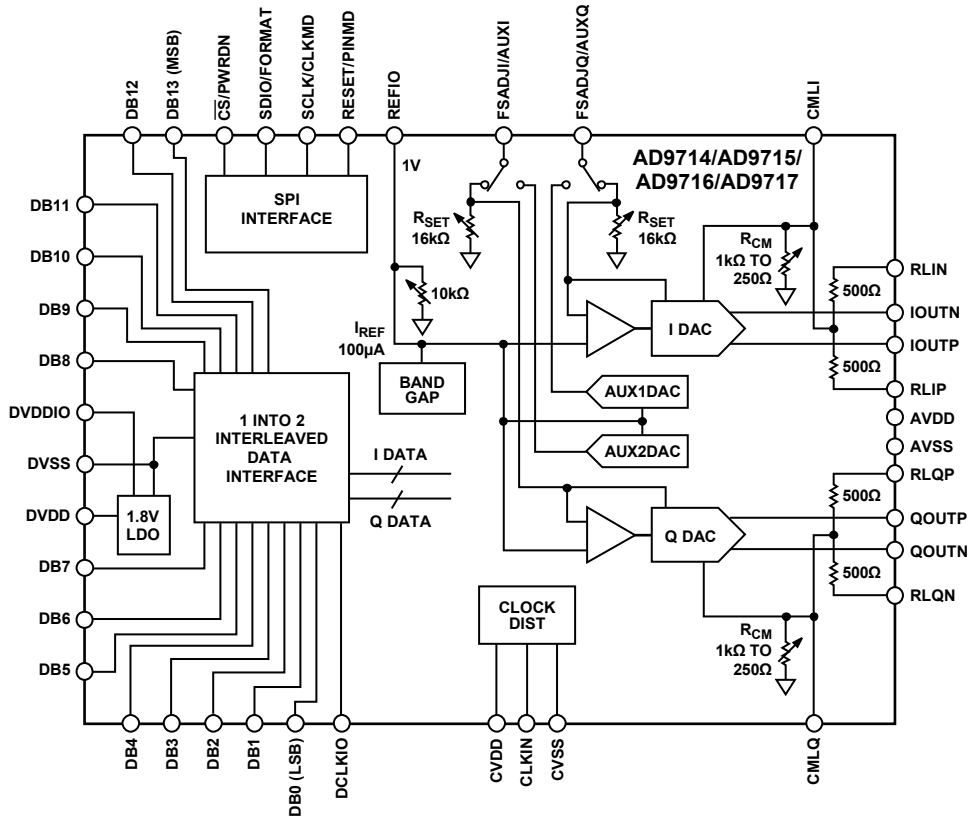 DB12
DB13 (MSB)
CS/PWRDN
SDIO/FORMAT
SCLK/CLKMD
RESET/PINMD
REFIO
FSADJI/AUXI
FSADJQ/AUXQ
CMLI
AD9714/AD9715/
AD9716/AD9717
1V
SPI
INTERFACE
DB11
DB10
DB9
DB8
DVDDIO
DVSS
DVDD
DB7
DB6
DB5
RSET
16kΩ
RSET
16kΩ
RCM
1kΩ TO
250Ω
10kΩ
IREF
100µA
BAND
GAP
I DAC
AUX1DAC
AUX2DAC
500Ω
500Ω
RLIN
IOUTN
IOUTP
RLIP
AVDD
AVSS
RLQP
QOUTP
QOUTN
RLQN
1 INTO 2
INTERLEAVED
DATA
INTERFACE
I DATA
Q DATA
1.8V
LDO
Q DAC
500Ω
500Ω
CLOCK
DIST
RCM
1kΩ TO
250Ω
DB4
DB3
DB2
DB1
DB0 (LSB)
DCLKIO
CVDD
CLKIN
CVSS
CMLQ